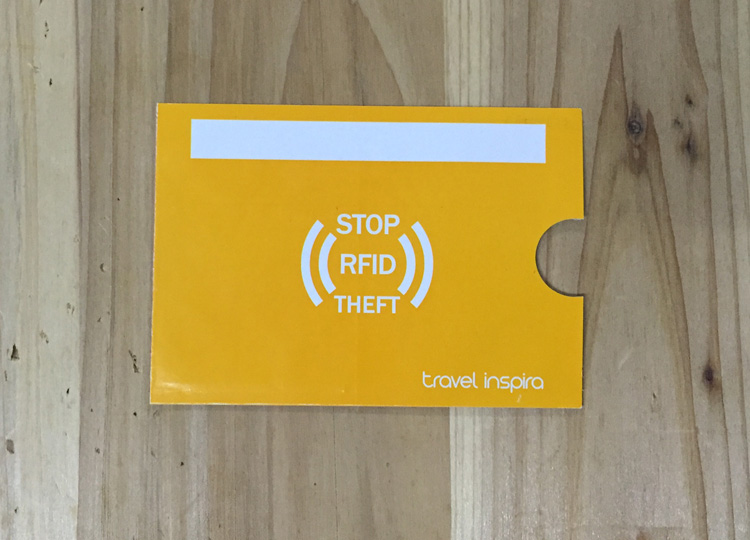 STOP
RFID
THEFT
travel inspira